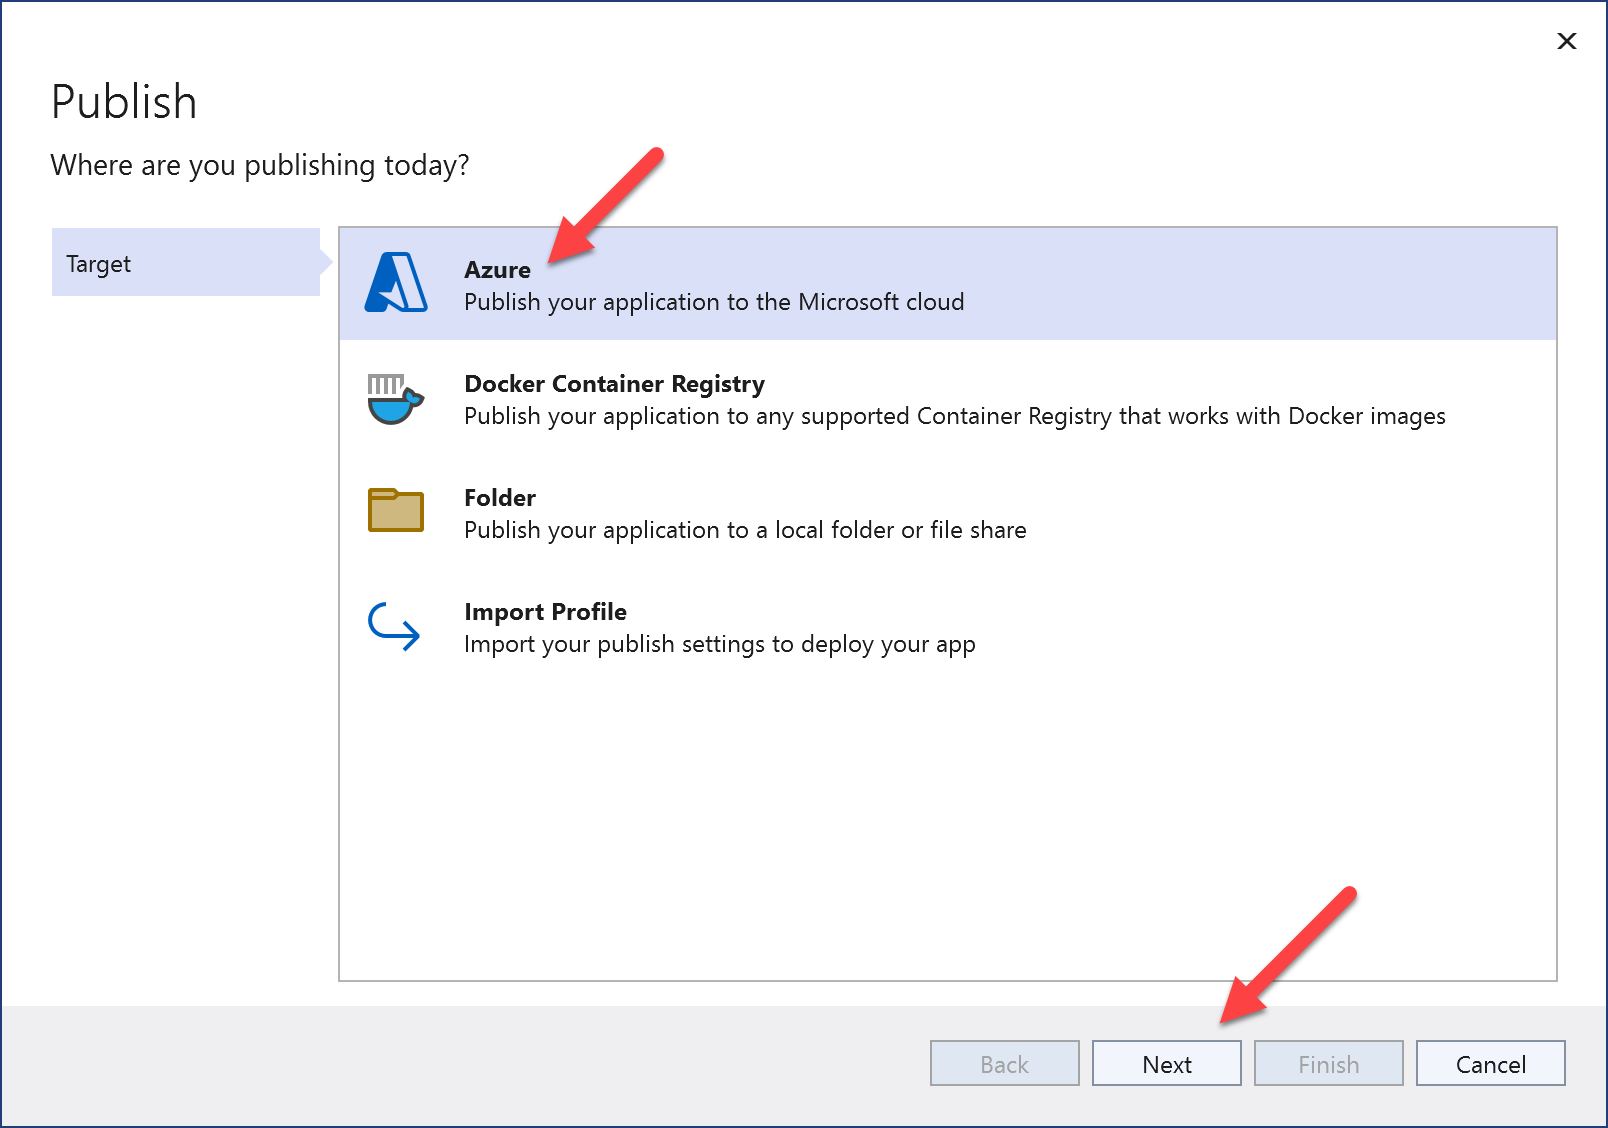 Publish
Where are you publishing today?
Target
Azure
Publish your application to the Microsoft cloud
Docker Container Registry
Publish your application to any supported Container Registry that works with Docker images
Folder
Publish your application to a local folder or file share
Import Profile
Import your publish settings to deploy your app
Back
Next
Finish
Cancel